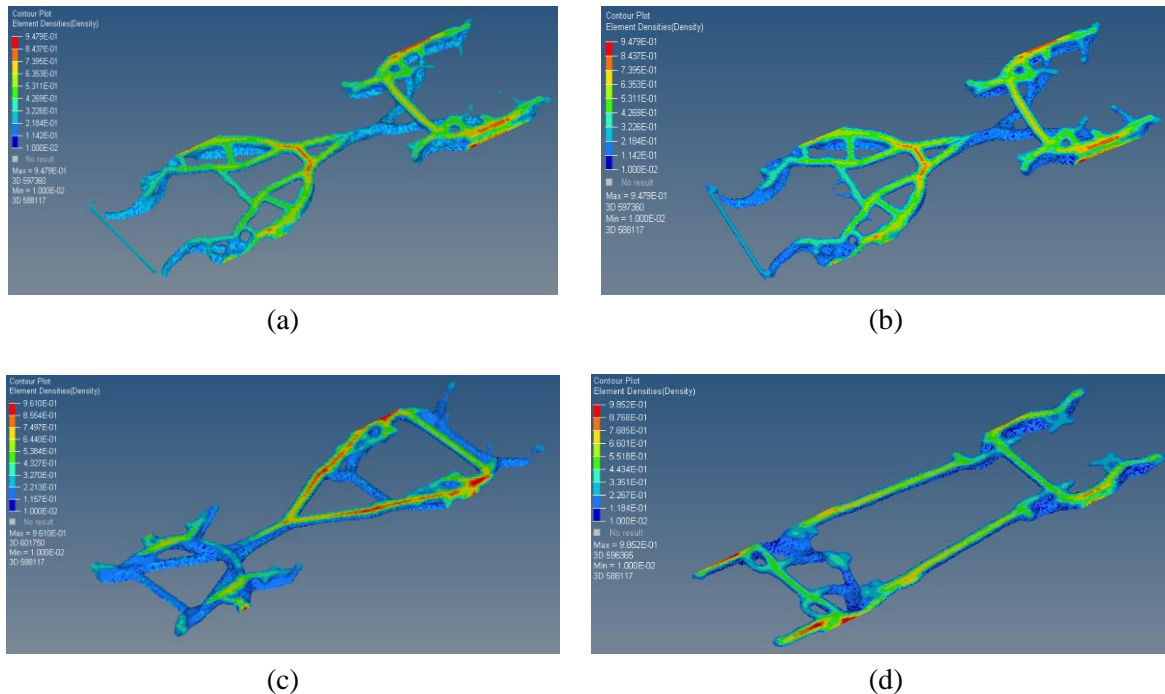 Contour Plot
Element Densities(Density)
9.479E-01
8.437E-01
7.395E-01
6.353E-01
5.311E-01
4.269E-01
3.226E-01
2.184E-01
1.142E-01
1.000E-02
No result
Max = 9.479E-01
3D 597360
Min = 1.000E-02
3D 588117
(a)
Contour Plot
Element Densities(Density)
9.479E-01
8.437E-01
7.395E-01
6.353E-01
5.311E-01
4.269E-01
3.226E-01
2.184E-01
1.142E-01
1.000E-02
No result
Max = 9.479E-01
3D 597360
Min = 1.000E-02
3D 588117
(b)
Contour Plot
Element Densities(Density)
9.610E-01
8.554E-01
7.497E-01
6.440E-01
5.384E-01
4.327E-01
3.270E-01
2.213E-01
1.157E-01
1.000E-02
No result
Max = 9.610E-01
3D 601760
Min = 1.000E-02
3D 588117
(c)
Contour Plot
Element Densities(Density)
9.852E-01
8.768E-01
7.685E-01
6.601E-01
5.518E-01
4.434E-01
3.351E-01
2.267E-01
1.184E-01
1.000E-02
No result
Max = 9.852E-01
3D 596365
Min = 1.000E-02
3D 588117
(d)